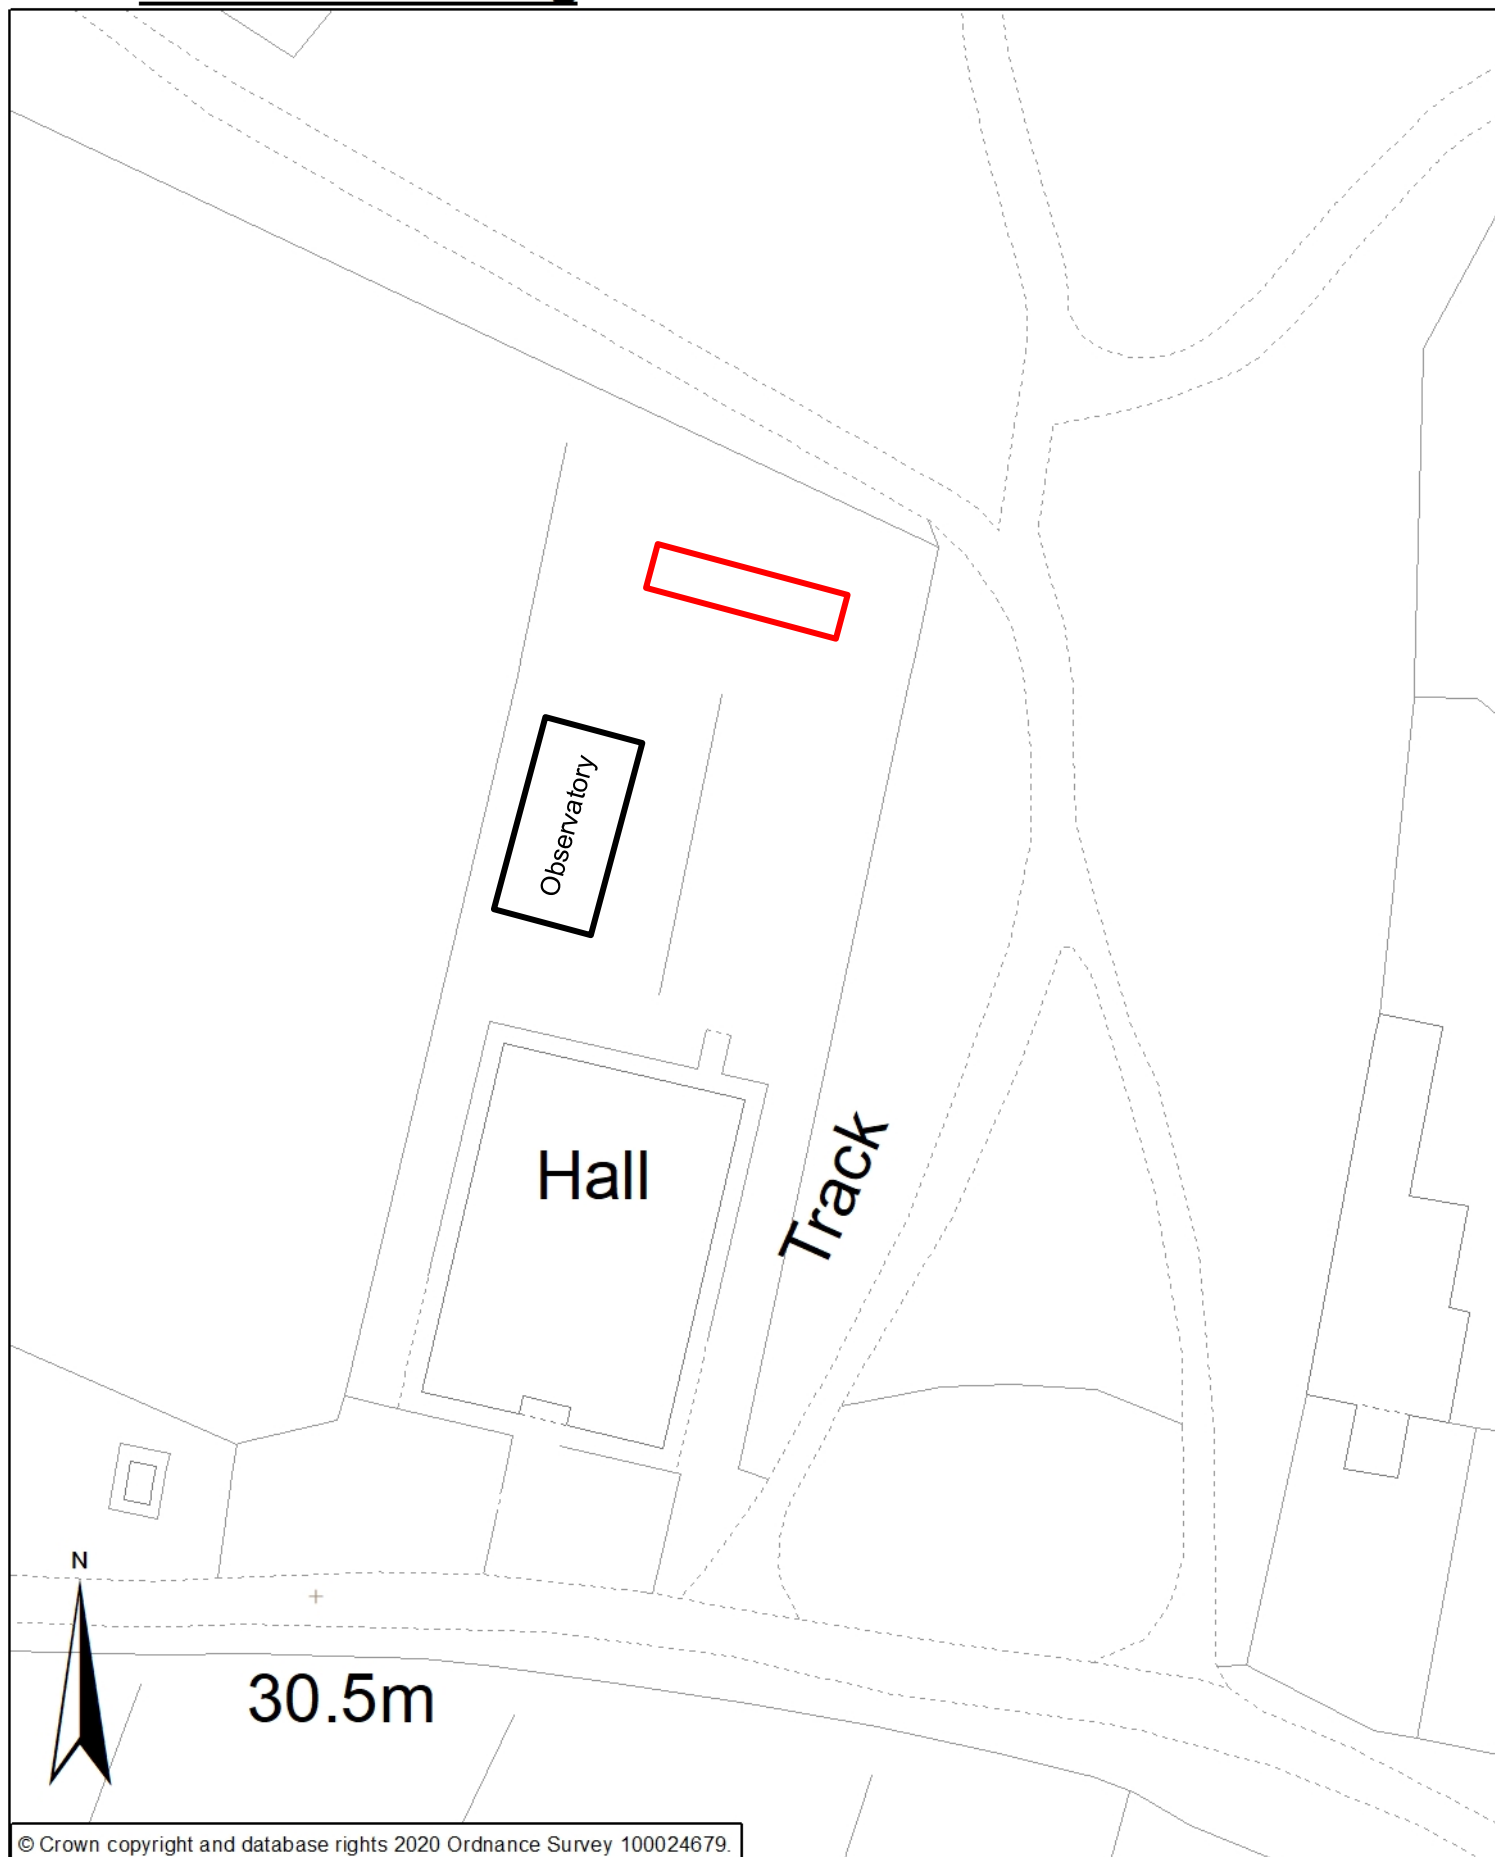 Observatory
Hall
Track
N
30.5m
© Crown copyright and database rights 2020 Ordnance Survey 100024679.